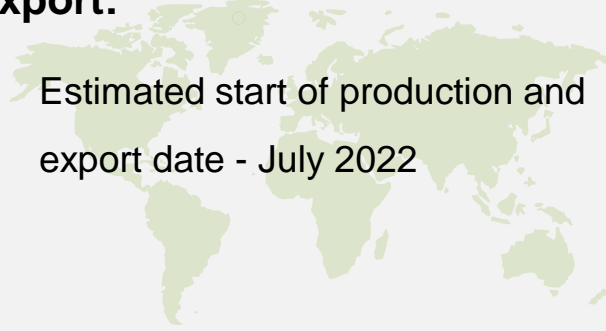 xport:
Estimated start of production and
export date - July 2022